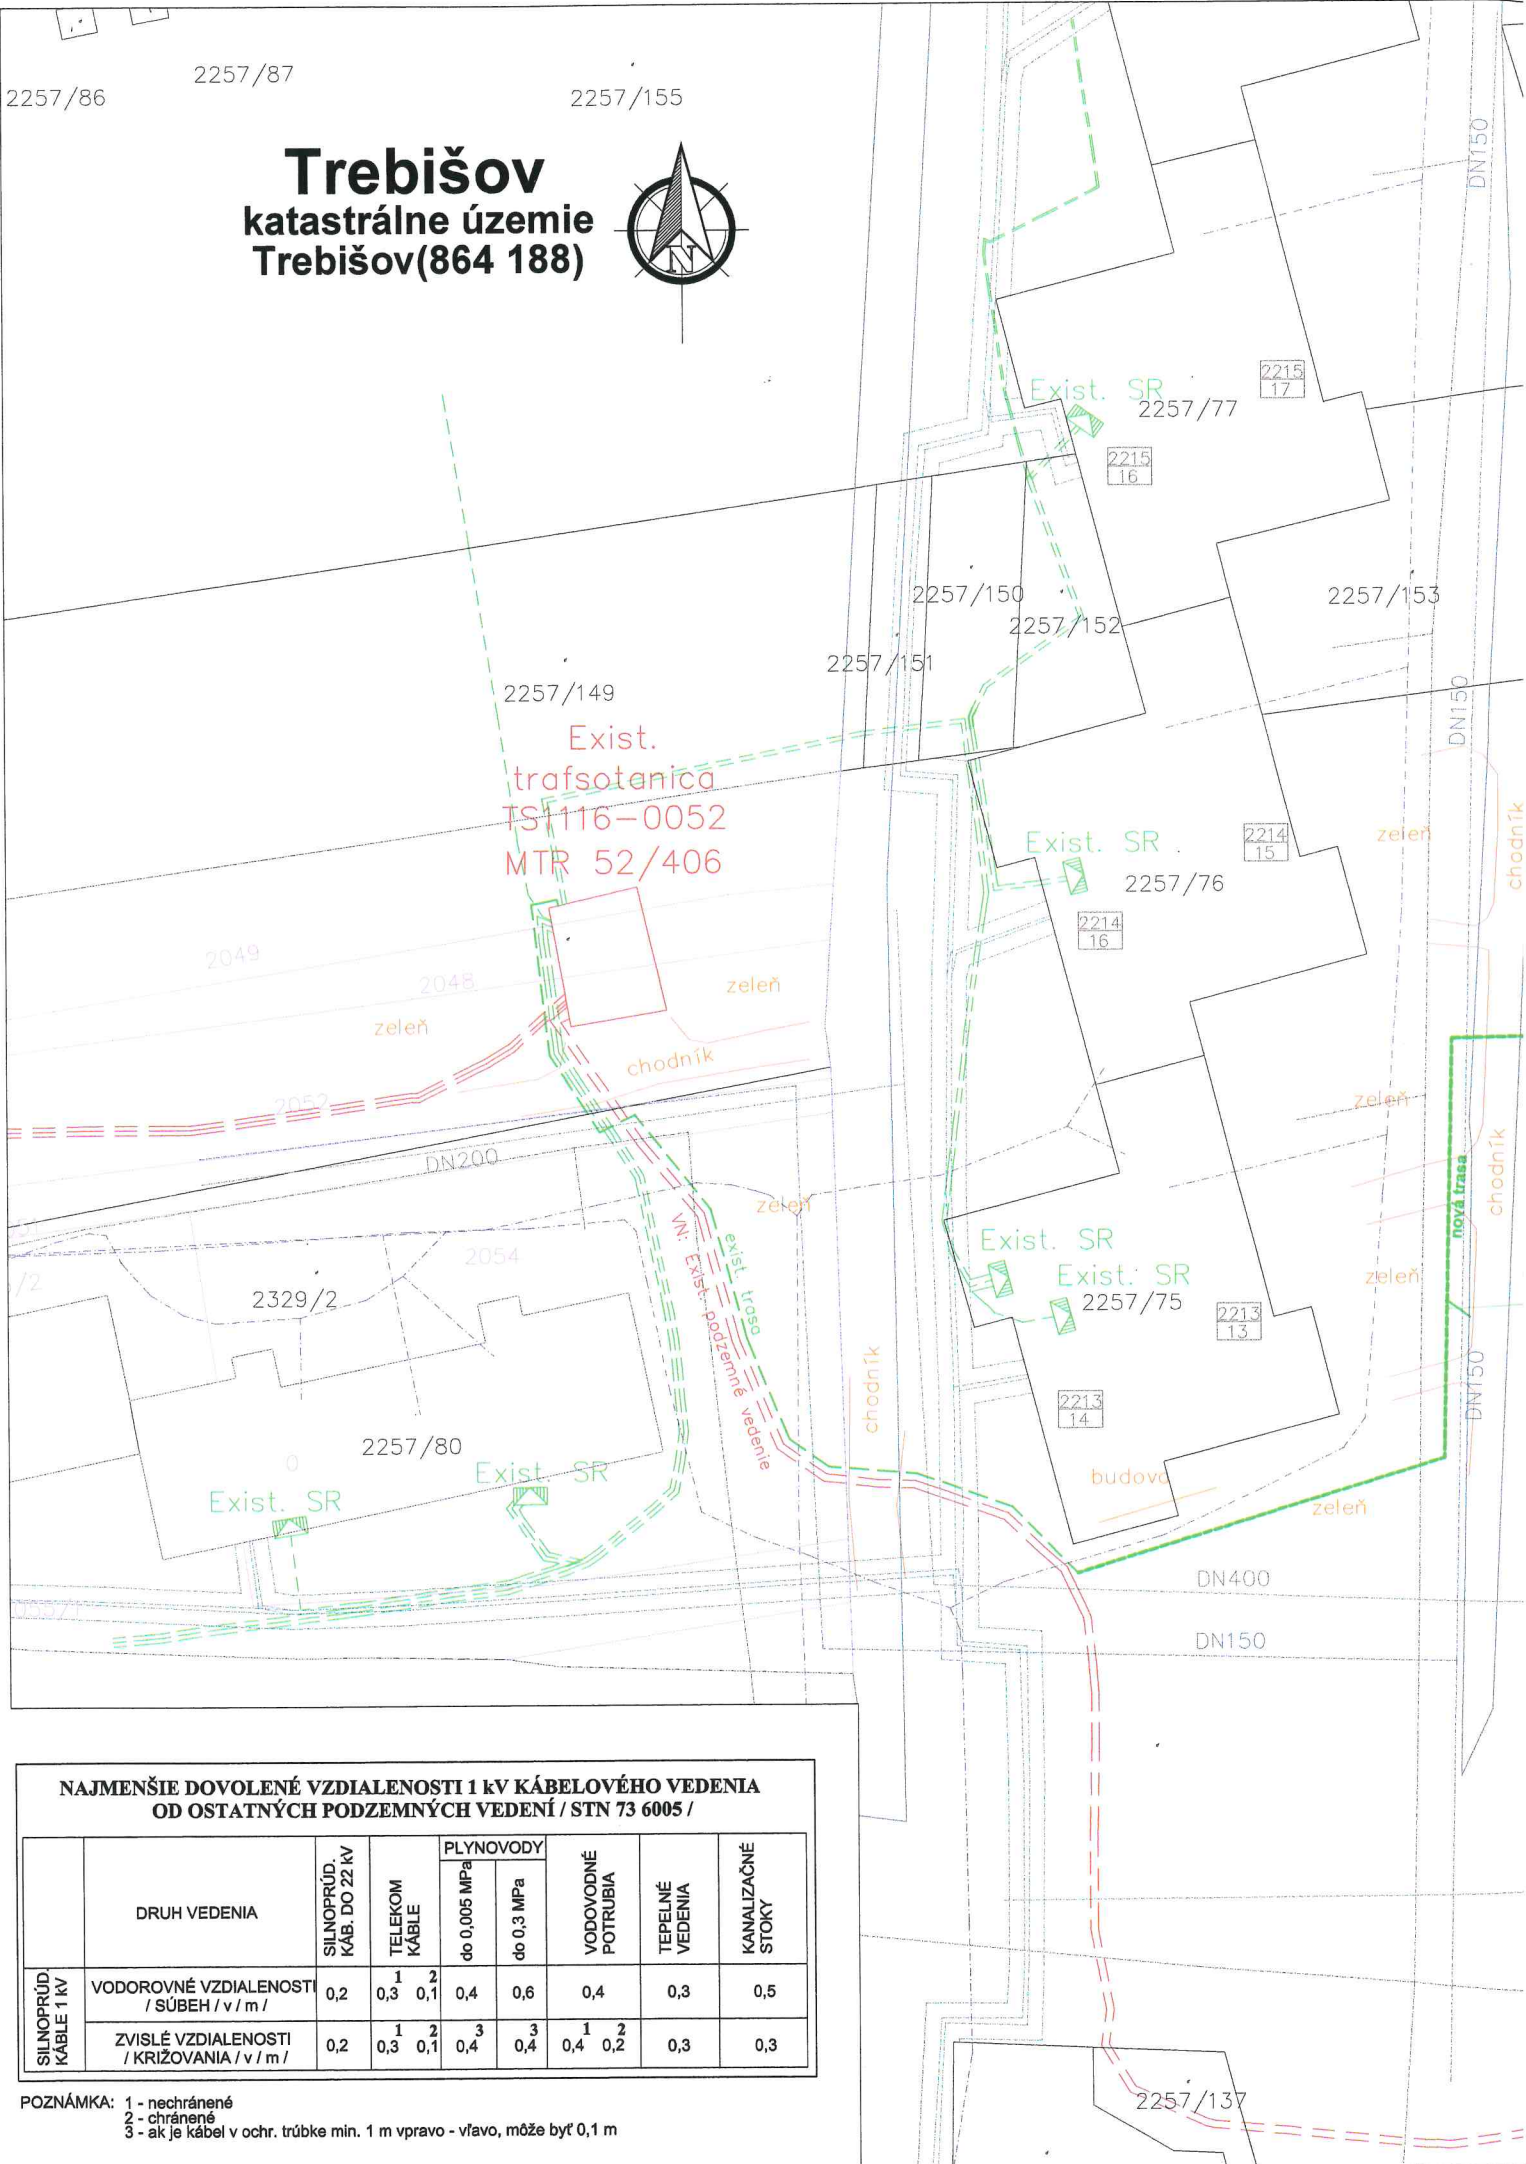 2257/86
2257/87
2257/155
Trebišov
katastrálne územie
Trebišov(864 188)
N
DN150
Exist. SR
2257/77
2215
17
2215
16
2257/150
2257/152
2257/151
2257/153
2257/149
Exist.
trafsotanica
TS1116-0052
MTR 52/406
DN150
Exist. SR
2257/76
2214
15
2214
16
zeleň
chodník
2049
2048
zeleň
zeleň
chodník
2052
DN200
zeleň
zeleň
chodník
nová trasa
zeleň
2054
/2
2329/2
VN: Exist. podzemné vedenie
exist. trasa
Exist. SR
Exist. SR
2257/75
2213
13
2213
14
chodník
DN150
2257/80
0
Exist. SR
Exist. SR
budova
zeleň
DN400
DN150
NAJMENŠIE DOVOLENÉ VZDIALENOSTI 1 kV KÁBELOVÉHO VEDENIA
OD OSTATNÝCH PODZEMNÝCH VEDENÍ / STN 73 6005 /
DRUH VEDENIA
SILNOPRÚD.
KÁB. DO 22 kV
TELEKOM
KÁBLE
PLYNOVODY
do 0,005 MPa
do 0,3 MPa
VODOVODNÉ
POTRUBIA
TEPELNÉ
VEDENIA
KANALIZAČNÉ
STOKY
SILNOPRÚD.
KÁBLE 1 kV
VODOROVNÉ VZDIALENOSTI
/ SÚBEH / v / m /
0,2
1 2
0,3 0,1
0,4
0,6
0,4
0,3
0,5
ZVISLÉ VZDIALENOSTI
/ KRIŽOVANIA / v / m /
0,2
1 2
0,3 0,1
3
0,4
3
0,4
1 2
0,4 0,2
0,3
0,3
POZNÁMKA: 1 - nechránené
2 - chránené
3 - ak je kábel v ochr. trúbke min. 1 m vpravo - vľavo, môže byť 0,1 m
2257/137